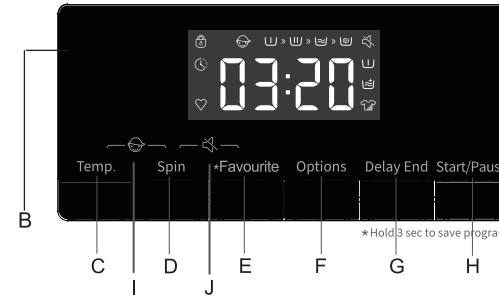 03:20
B
Temp. Spin *Favourite Options Delay End Start/Paus
* Hold 3 sec to save progra
C D E F G H
I J